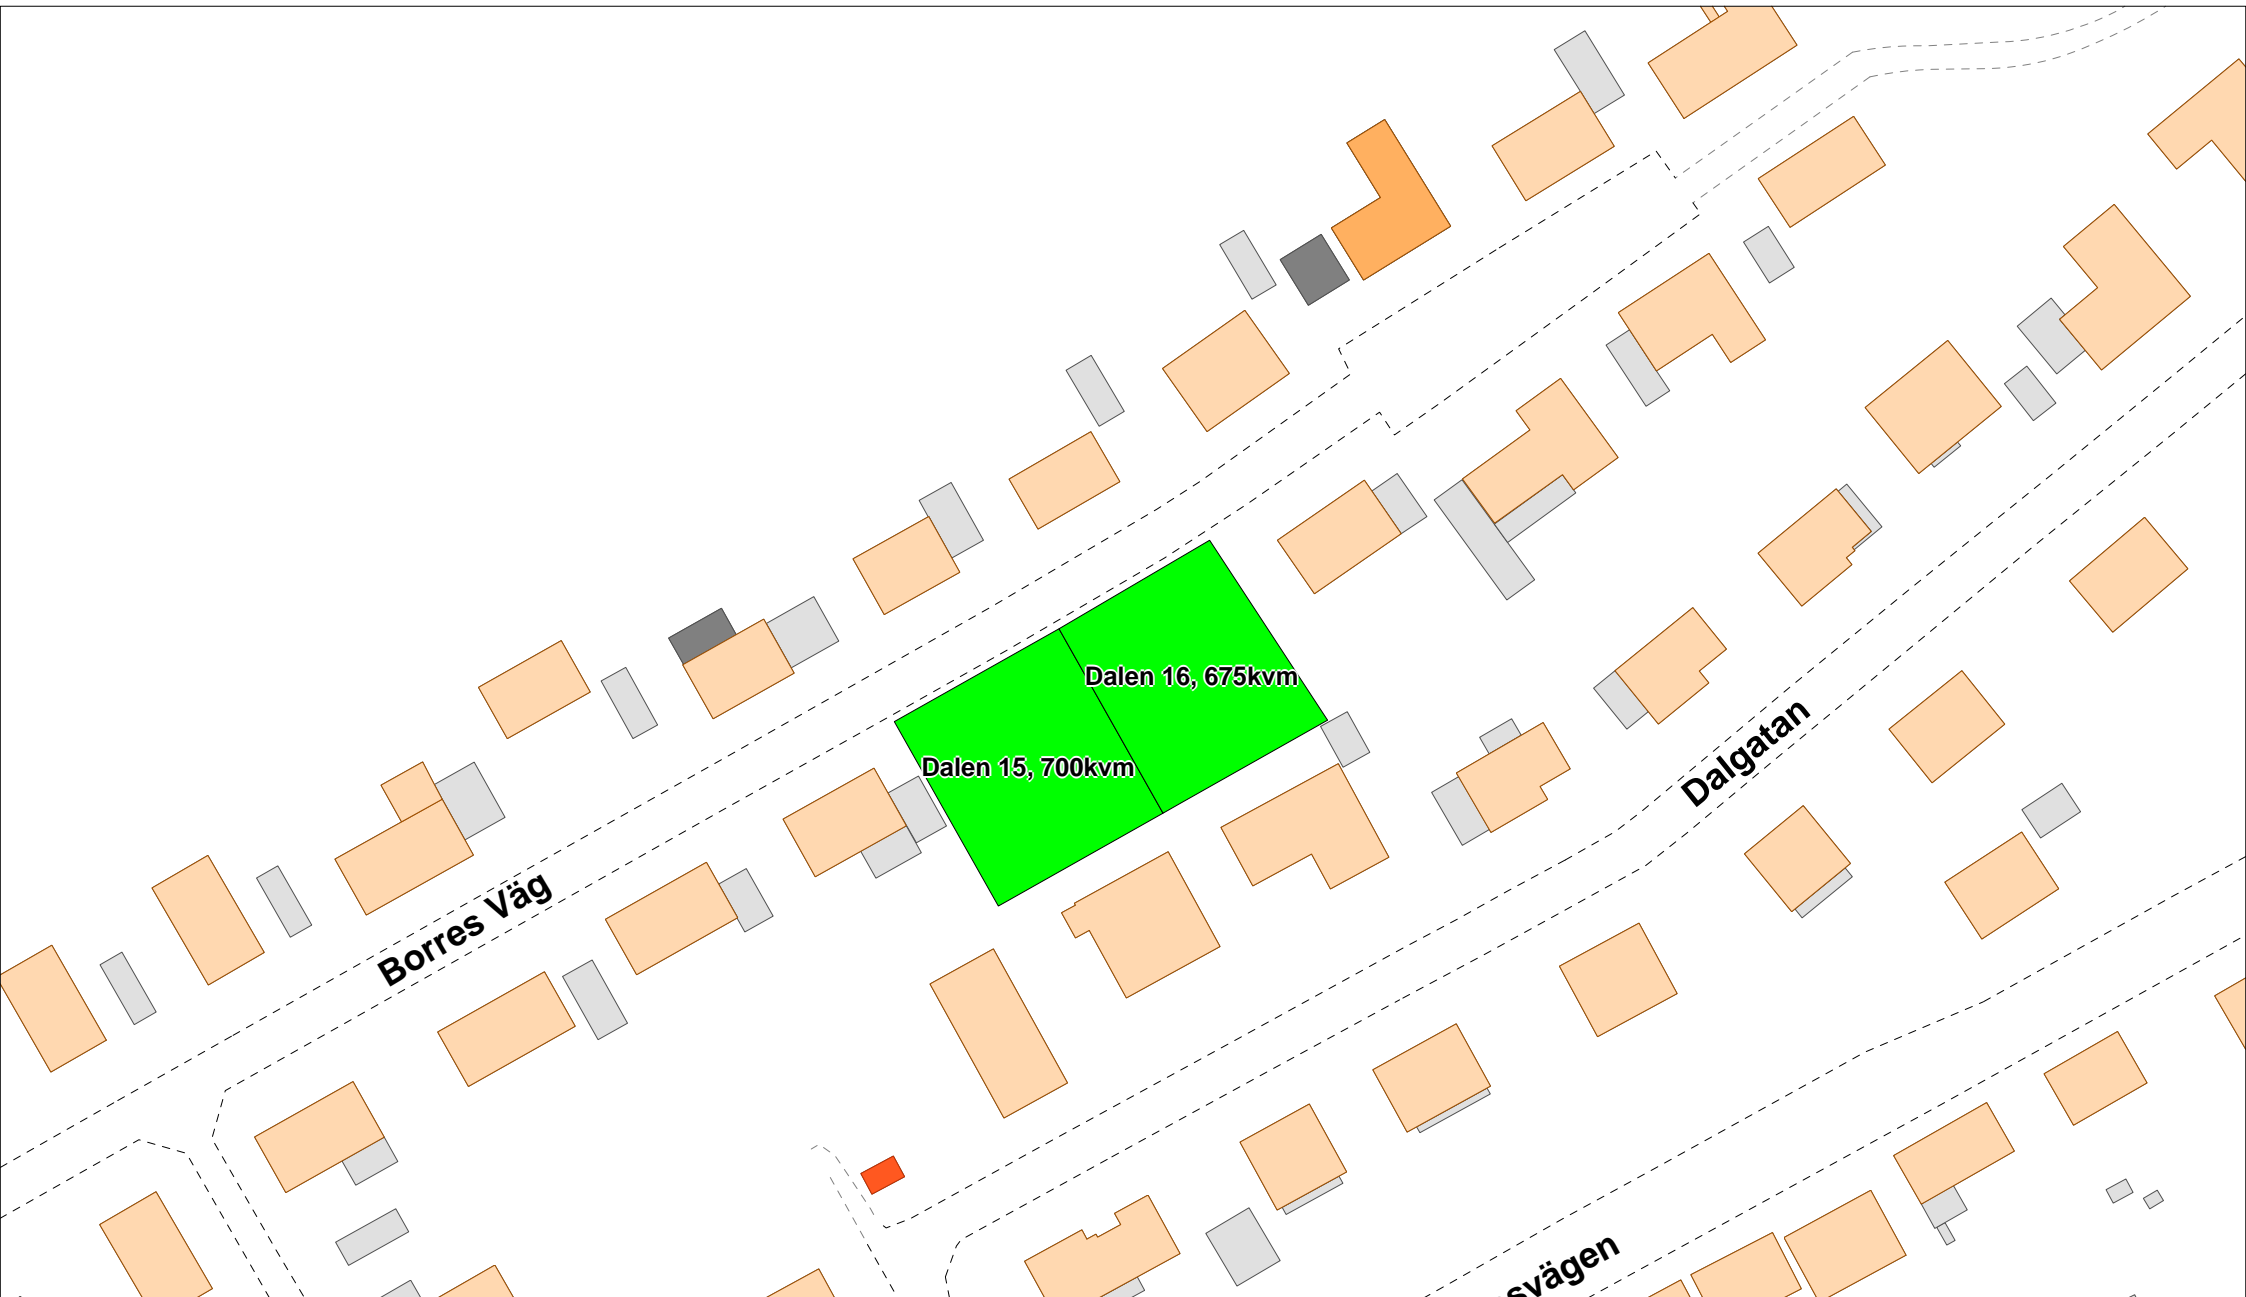 Dalen 16, 675kvm
Dalen 15, 700kvm
Dalgatan
Borres Väg
svägen